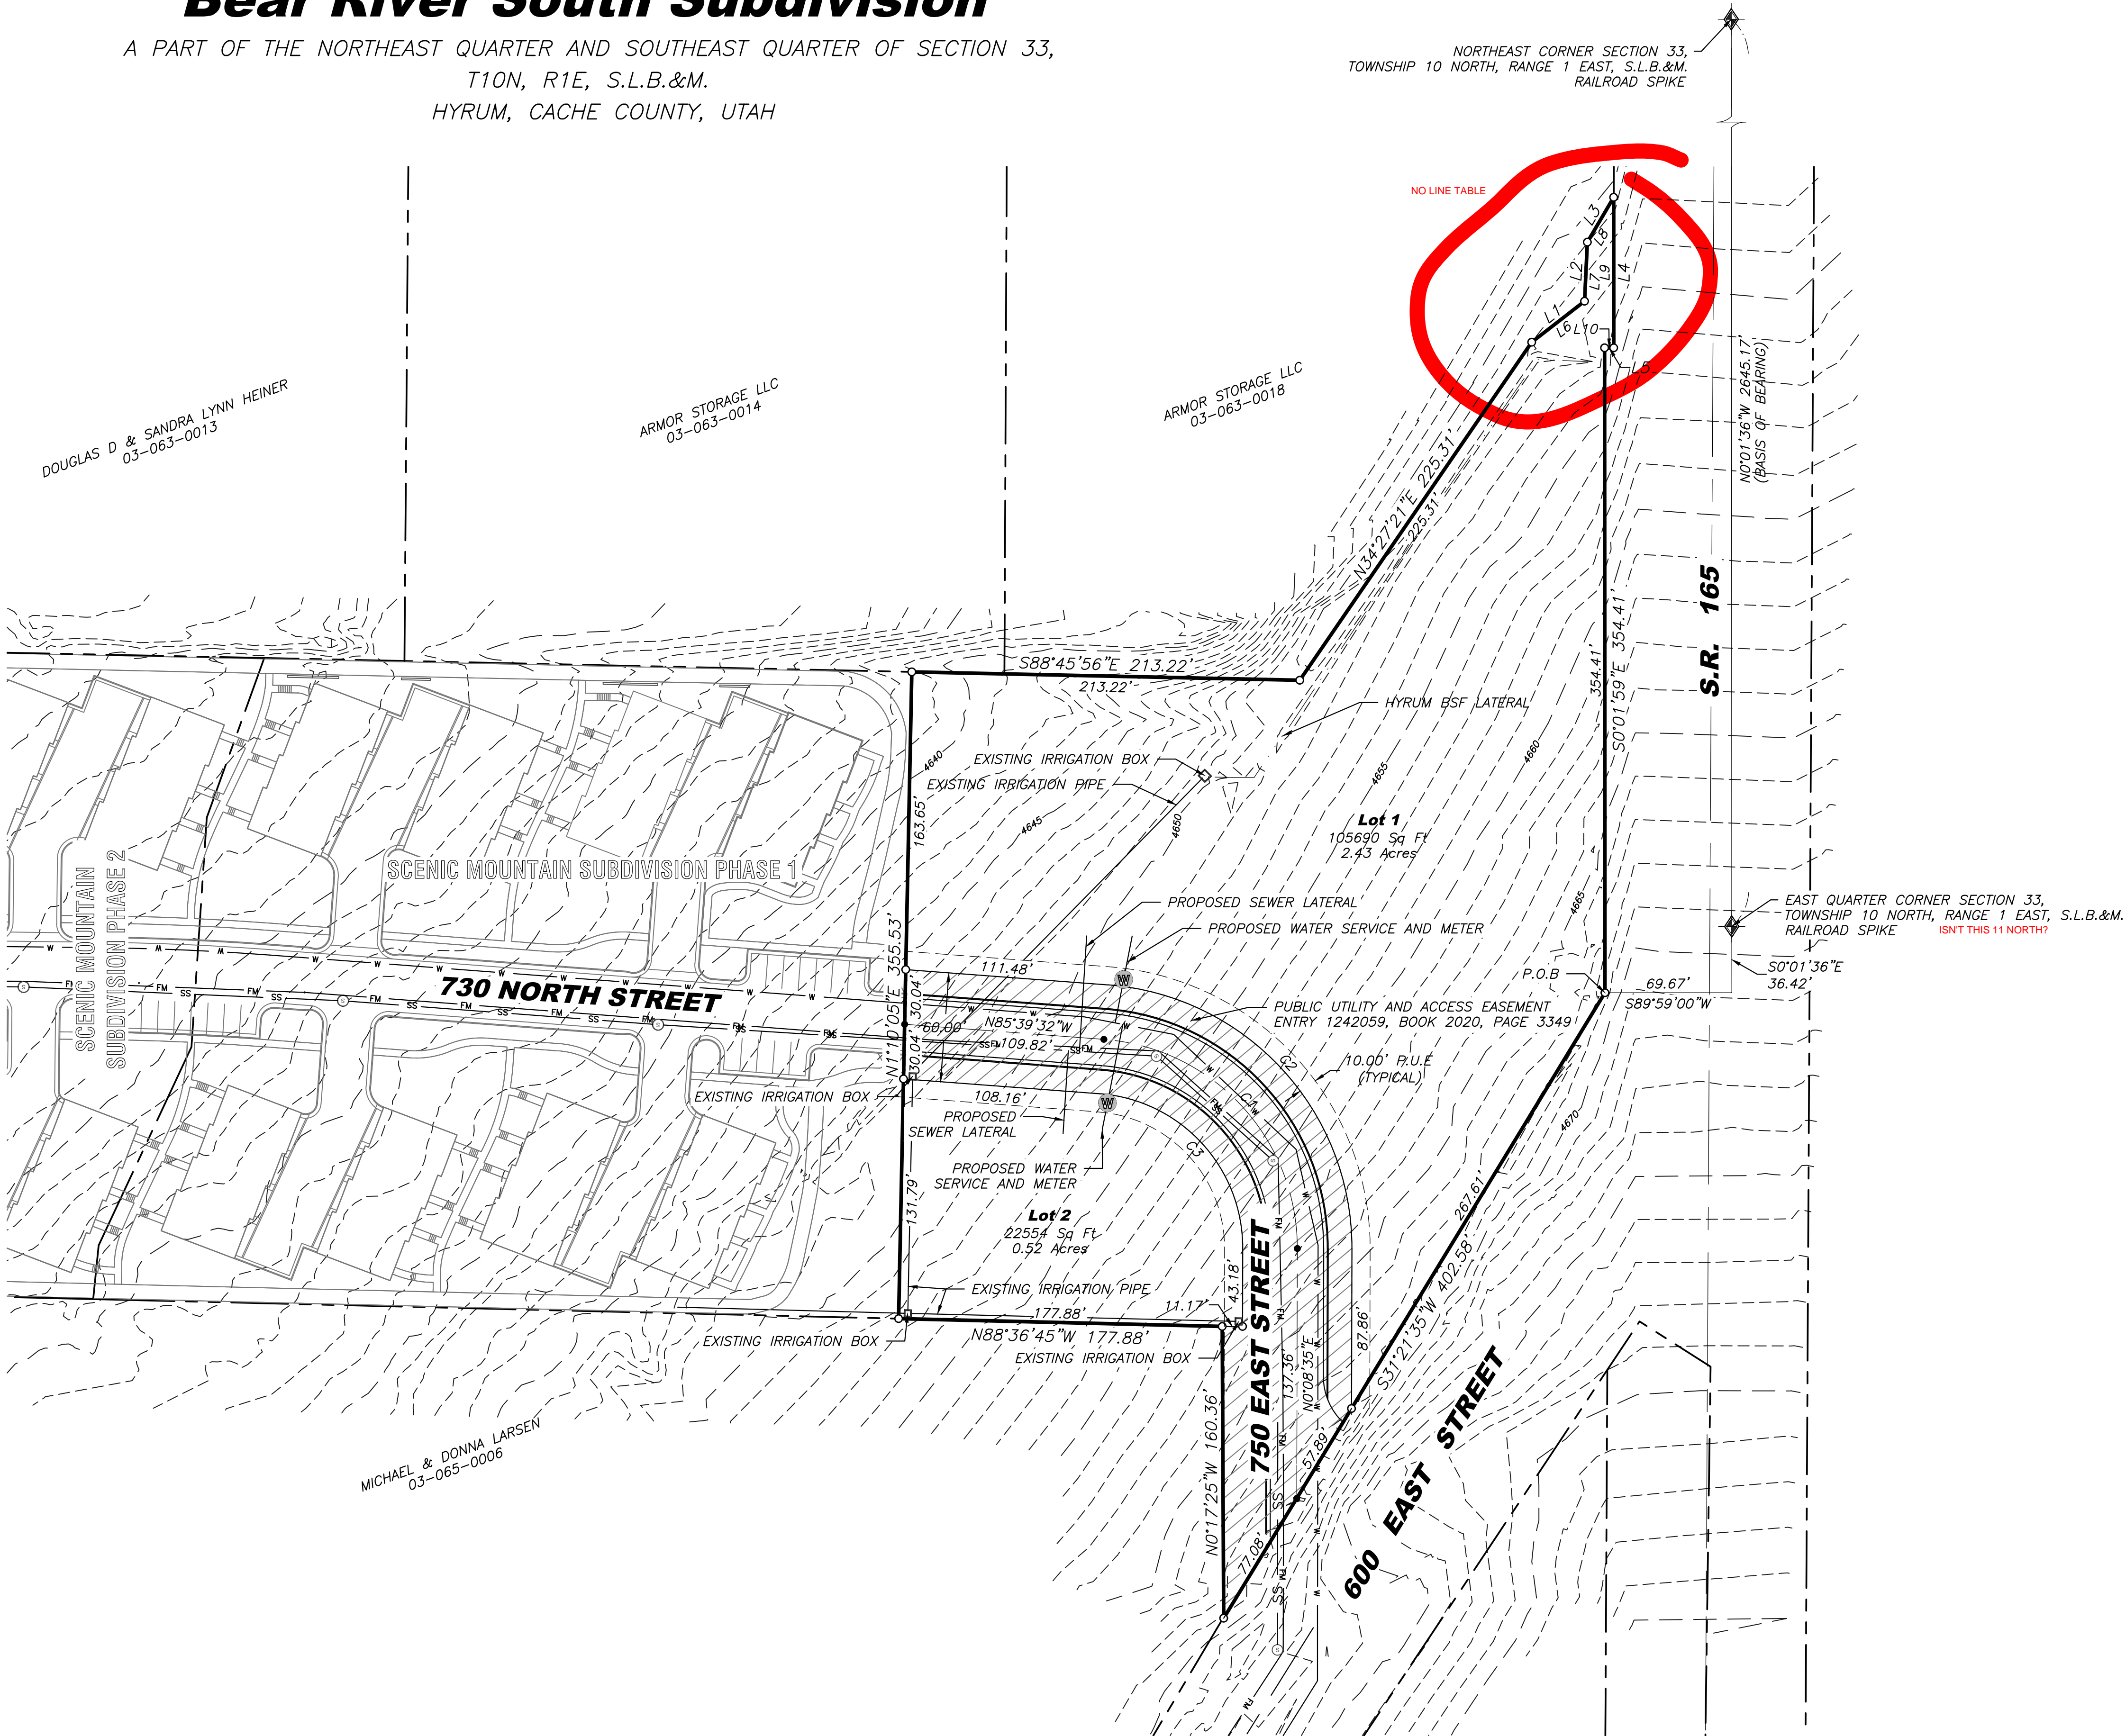 Bear River South Subdivision
A PART OF THE NORTHEAST QUARTER AND SOUTHEAST QUARTER OF SECTION 33,
T10N, R1E, S.L.B.&M.
HYRUM, CACHE COUNTY, UTAH
NORTHEAST CORNER SECTION 33,
TOWNSHIP 10 NORTH, RANGE 1 EAST, S.L.B.&M.
RAILROAD SPIKE
NO LINE TABLE
L3
L8
L2
L7
L9
L4
L1
L6
L10
L5
N0°01'36"W 2645.17'
(BASIS OF BEARING)
DOUGLAS D & SANDRA LYNN HEINER
03-063-0013
ARMOR STORAGE LLC
03-063-0014
ARMOR STORAGE LLC
03-063-0018
N34°27'21"E 225.31'
225.31'
S.R. 165
S0°01'59"E 354.41'
354.41'
S88°45'56"E 213.22'
213.22'
HYRUM BSF LATERAL
EXISTING IRRIGATION BOX
EXISTING IRRIGATION PIPE
4640
4645
4650
4655
4660
4665
4670
163.65'
Lot 1
105690 Sq Ft
2.43 Acres
SCENIC MOUNTAIN SUBDIVISION PHASE 1
SCENIC MOUNTAIN
SUBDIVISION PHASE 2
PROPOSED SEWER LATERAL
PROPOSED WATER SERVICE AND METER
EAST QUARTER CORNER SECTION 33,
TOWNSHIP 10 NORTH, RANGE 1 EAST, S.L.B.&M.
RAILROAD SPIKE
ISN'T THIS 11 NORTH?
S0°01'36"E
36.42'
P.O.B
69.67'
S89°59'00"W
730 NORTH STREET
N1°10'05"E 355.53'
30.04'
30.04'
60.00'
111.48'
N85°39'32"W
109.82'
108.16'
PUBLIC UTILITY AND ACCESS EASEMENT
ENTRY 1242059, BOOK 2020, PAGE 3349
10.00' P.U.E
(TYPICAL)
C2
C1
C3
EXISTING IRRIGATION BOX
PROPOSED
SEWER LATERAL
PROPOSED WATER
SERVICE AND METER
131.79'
Lot 2
22554 Sq Ft
0.52 Acres
EXISTING IRRIGATION PIPE
177.88'
N88°36'45"W 177.88'
11.17'
43.18'
EXISTING IRRIGATION BOX
EXISTING IRRIGATION BOX
750 EAST STREET
137.36'
N0°08'35"E
87.86'
267.61'
S31°21'35"W 402.58'
57.89'
77.08'
N0°17'25"W 160.36'
600 EAST STREET
MICHAEL & DONNA LARSEN
03-065-0006